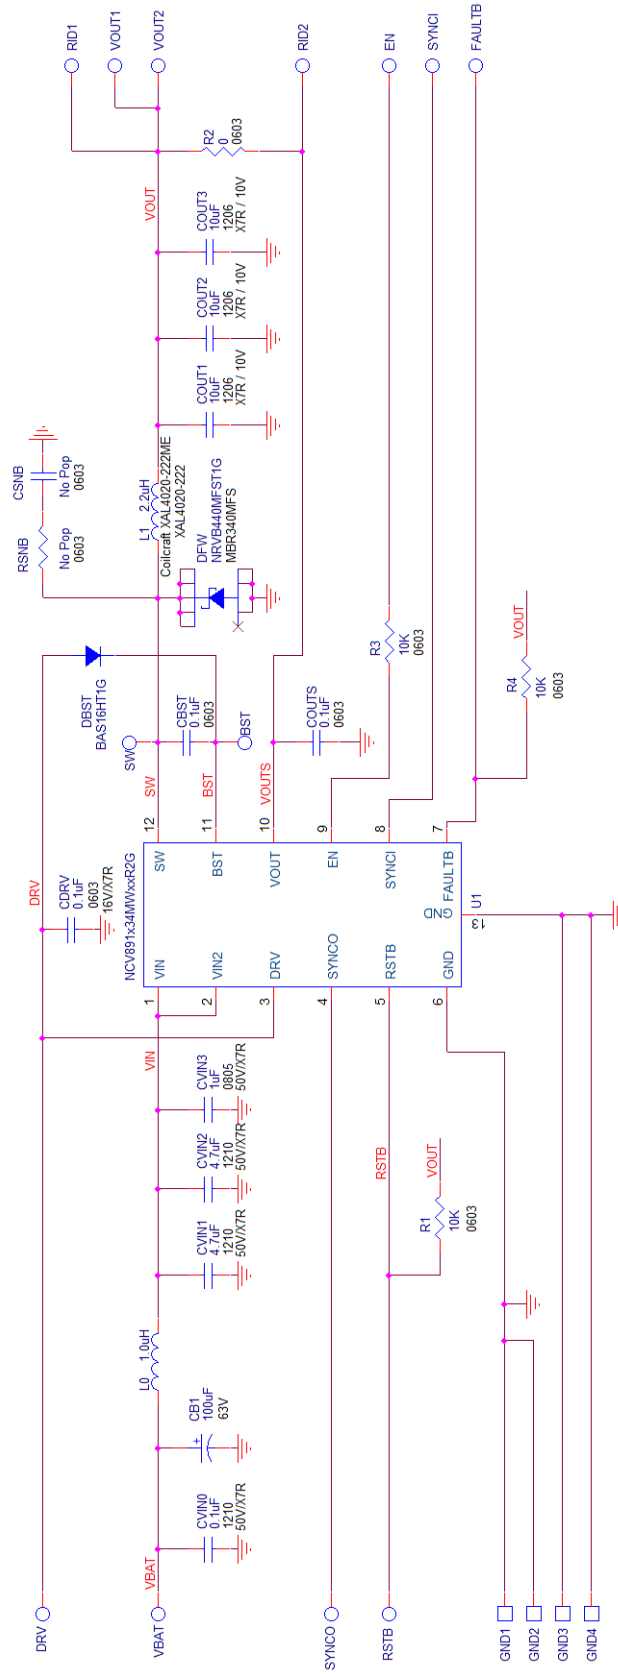 DRV
VBAT
SYNCO
RSTB
GND1
GND2
GND3
GND4
VBAT
CVIN0
0.1uF
1210
50V/X7R
CB1
100uF
63V
+
L0
1.0uH
CVIN1
4.7uF
1210
50V/X7R
CVIN2
4.7uF
1210
50V/X7R
CVIN3
1uF
0805
50V/X7R
VIN
RSTB
R1
10K
0603
VOUT
DRV
CDRV
0.1uF
0603
16V/X7R
NCV891x34MWxxR2G
1
VIN
2
VIN2
3
DRV
4
SYNCO
5
RSTB
6
GND
12
SW
11
BST
10
VOUT
9
EN
8
SYNCI
7
FAULTB
GND
13
U1
SW
BST
VOUTS
SW
BST
CBST
0.1uF
0603
DBST
BAS16HT1G
COUTS
0.1uF
0603
RSNB
No Pop
0603
CSNB
No Pop
0603
L1
2.2uH
Coilcraft XAL4020-222ME
XAL4020-222
DFW
NRVB440MFST1G
MBR340MFS
R3
10K
0603
R4
10K
0603
VOUT
COUT1
10uF
1206
X7R / 10V
COUT2
10uF
1206
X7R / 10V
COUT3
10uF
1206
X7R / 10V
VOUT
R2
0
0603
RID1
VOUT1
VOUT2
RID2
EN
SYNCI
FAULTB